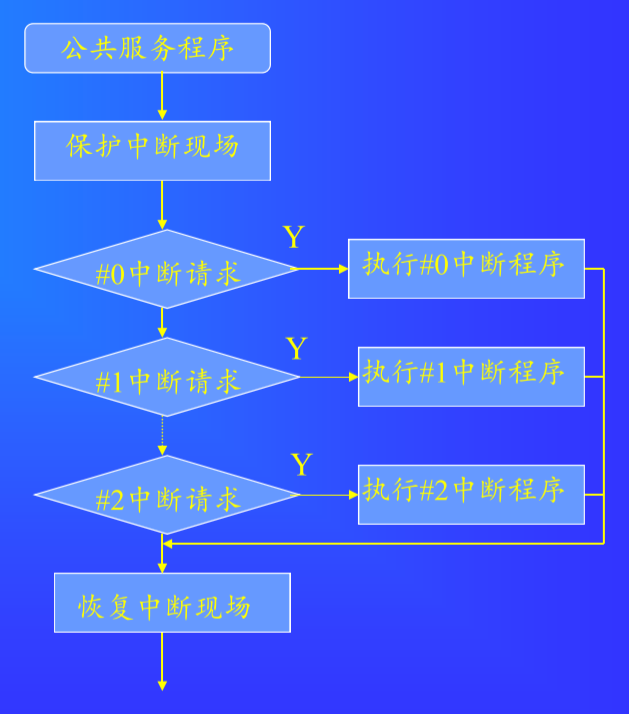 公共服务程序
保护中断现场
Y
#0中断请求
执行#0中断程序
Y
#1中断请求
执行#1中断程序
Y
#2中断请求
执行#2中断程序
恢复中断现场